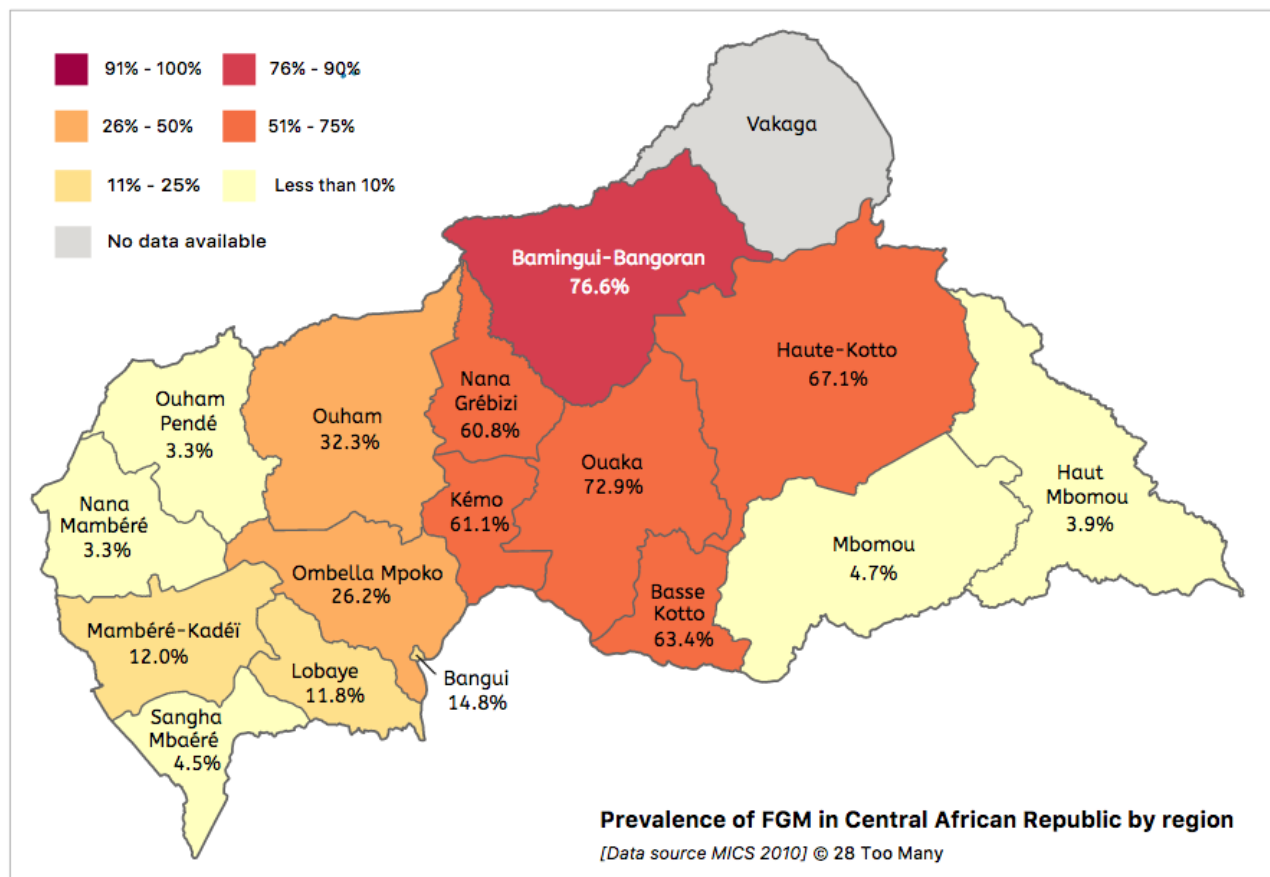 91% - 100%
76% - 90%
26% - 50%
51% - 75%
11% - 25%
Less than 10%
No data available
Vakaga
Bamingui-Bangoran
76.6%
Haute-Kotto
67.1%
Nana
Grébizi
60.8%
Ouham
Pendé
3.3%
Ouham
32.3%
Ouaka
72.9%
Kémo
61.1%
Haut
Mbomou
3.9%
Nana
Mambéré
3.3%
Mbomou
4.7%
Ombella Mpoko
26.2%
Basse
Kotto
63.4%
Mambéré-Kadéï
12.0%
Lobaye
11.8%
Bangui
14.8%
Sangha
Mbaéré
4.5%
Prevalence of FGM in Central African Republic by region
[Data source MICS 2010] © 28 Too Many